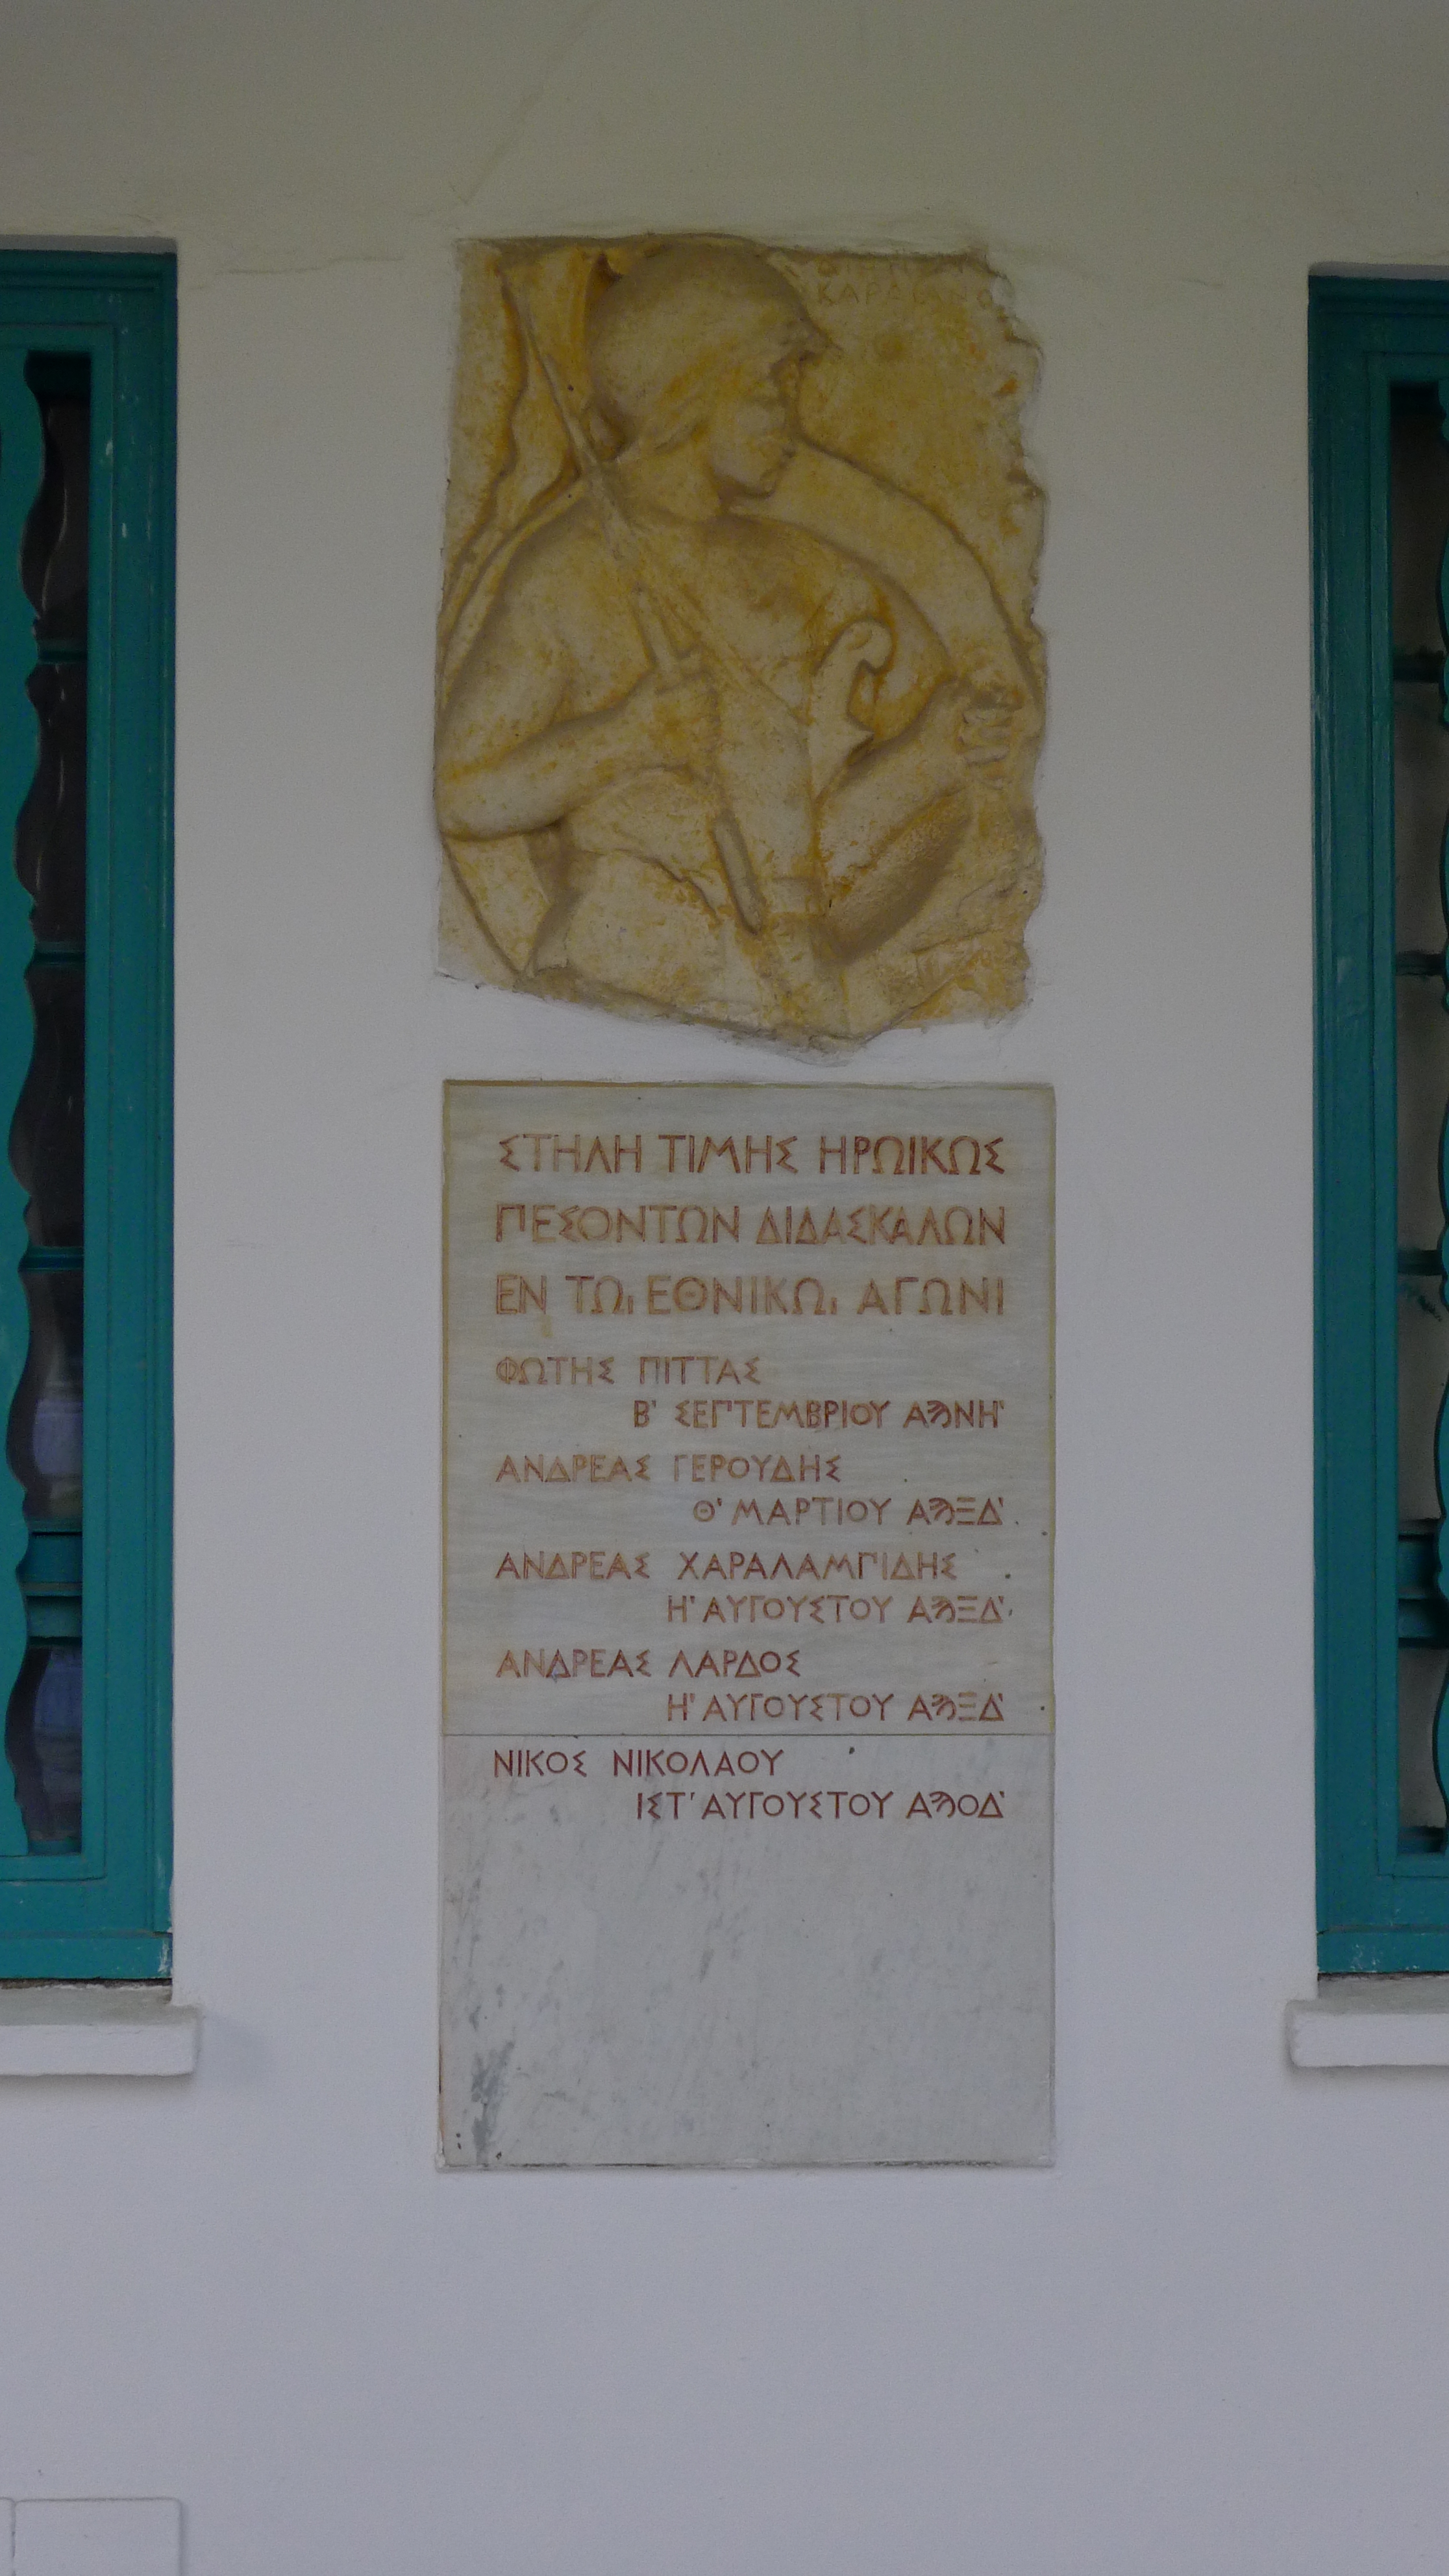 ΣΤΗΛΗ ΤΙΜΗΣ ΗΡΩΙΚΩΣ
ΠΕΣΟΝΤΩΝ ΔΙΔΑΣΚΑΛΩΝ
ΕΝ ΤΩι ΕΘΝΙΚΩι ΑΓΩΝΙ
ΦΩΤΗΣ ΠΙΤΤΑΣ
Β' ΣΕΠΤΕΜΒΡΙΟΥ ΑϠΝΗ'
ΑΝΔΡΕΑΣ ΓΕΡΟΥΔΗΣ
Θ' ΜΑΡΤΙΟΥ ΑϠΞΔ'
ΑΝΔΡΕΑΣ ΧΑΡΑΛΑΜΠΙΔΗΣ
Η' ΑΥΓΟΥΣΤΟΥ ΑϠΞΔ'
ΑΝΔΡΕΑΣ ΛΑΡΔΟΣ
Η' ΑΥΓΟΥΣΤΟΥ ΑϠΞΔ'
ΝΙΚΟΣ ΝΙΚΟΛΑΟΥ
ΙΣΤ' ΑΥΓΟΥΣΤΟΥ ΑϠΟΔ'